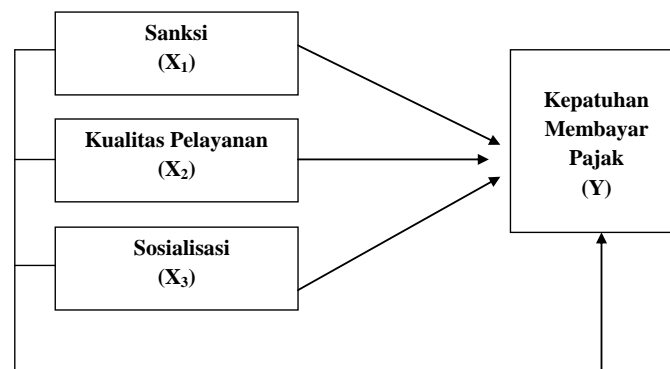 Sanksi
(X₁)
Kualitas Pelayanan
(X₂)
Sosialisasi
(X₃)
Kepatuhan
Membayar
Pajak
(Y)